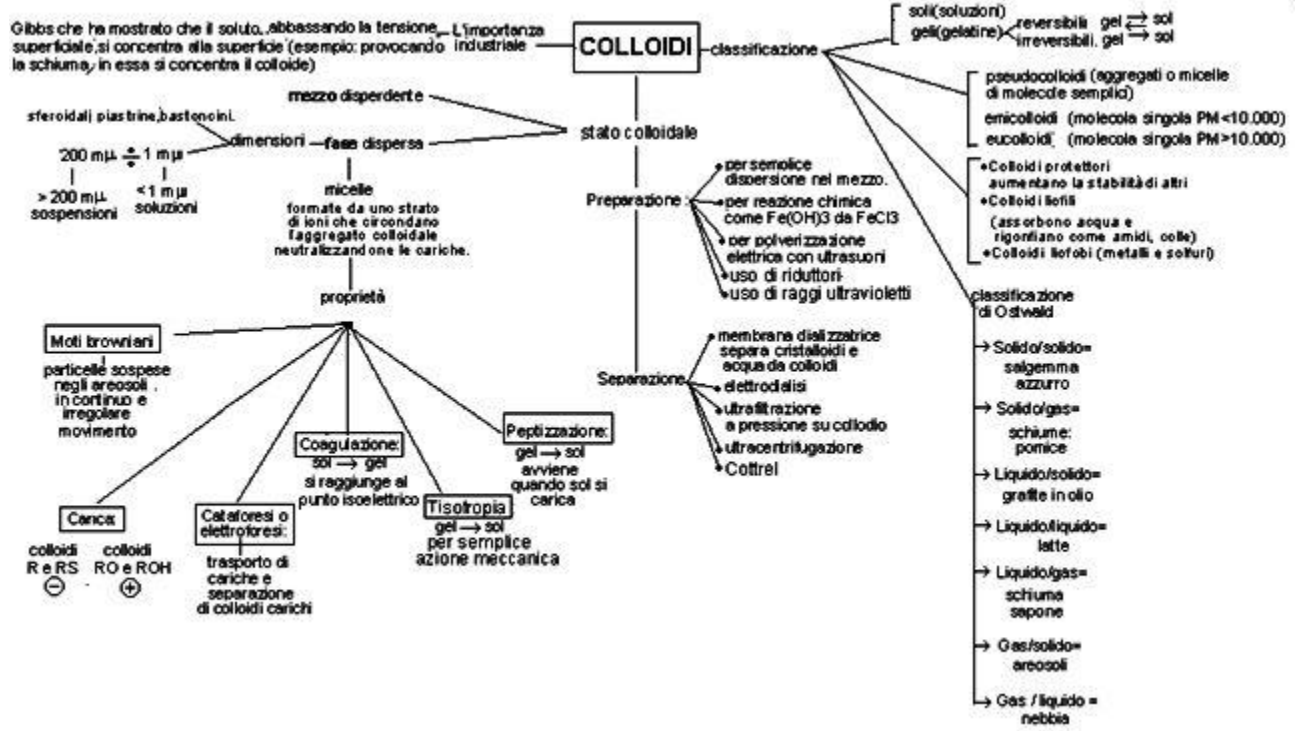 Gibbs che ha mostrato che il soluto, abbassando la tensione
superficiale, si concentra alla superficie (esempio: provocando
la schiuma, in essa si concentra il colloide)
L'importanza
industriale
COLLOIDI
classificazione
soli(soluzioni)
geli(gelatine)
reversibili gel ⇄ sol
irreversibili. gel ⇄ sol
pseudocolloidi (aggregati o micelle
di molecole semplici)
emicolloidi (molecola singola PM<10.000)
eucolloidi (molecola singola PM>10.000)
•Colloidi protettori
aumentano la stabilità di altri
•Colloidi liofili
(assorbono acqua e
rigonfiano come amidi, colle)
•Colloidi liofobi (metalli e solfuri)
classificazione
di Ostwald
→ Solido/solido=
salgemma
azzurro
→ Solido/gas=
schiume:
pomice
→ Liquido/solido=
grafite in olio
→ Liquido/liquido=
latte
→ Liquido/gas=
schiuma
sapone
→ Gas/solido=
areosoli
→ Gas / liquido =
nebbia
stato colloidale
mezzo disperdente
fase dispersa
dimensioni
sferoidali piastrine, bastoncini.
200 mµ ÷ 1 mµ
> 200 mµ
sospensioni
<1 mµ
soluzioni
micelle
formate da uno strato
di ioni che circondano
l'aggregato colloidale
neutralizzandone le cariche.
proprietà
Moti browniani
particelle sospese
negli areosoli .
in continuo e
irregolare
movimento
Carica:
colloidi
R e RS
⊖
colloidi
RO e ROH
⊕
Cataforesi o
elettroforesi:
trasporto di
cariche e
separazione
di colloidi carichi
Coagulazione:
sol → gel
si raggiunge al
punto isoelettrico
Tisotropia
gel → sol
per semplice
azione meccanica
Peptizzazione:
gel → sol
avviene
quando sol si
carica
Preparazione :
•per semplice
dispersione nel mezzo.
•per reazione chimica
come Fe(OH)3 da FeCl3
•per polverizzazione
elettrica con ultrasuoni
•uso di riduttori
•uso di raggi ultravioletti
Separazione
•membrana dializzatrice
separa cristalloidi e
acqua da colloidi
•elettrodialisi
•utrafiltrazione
a pressione su collodio
•ultracentrifugazione
•Cottrel